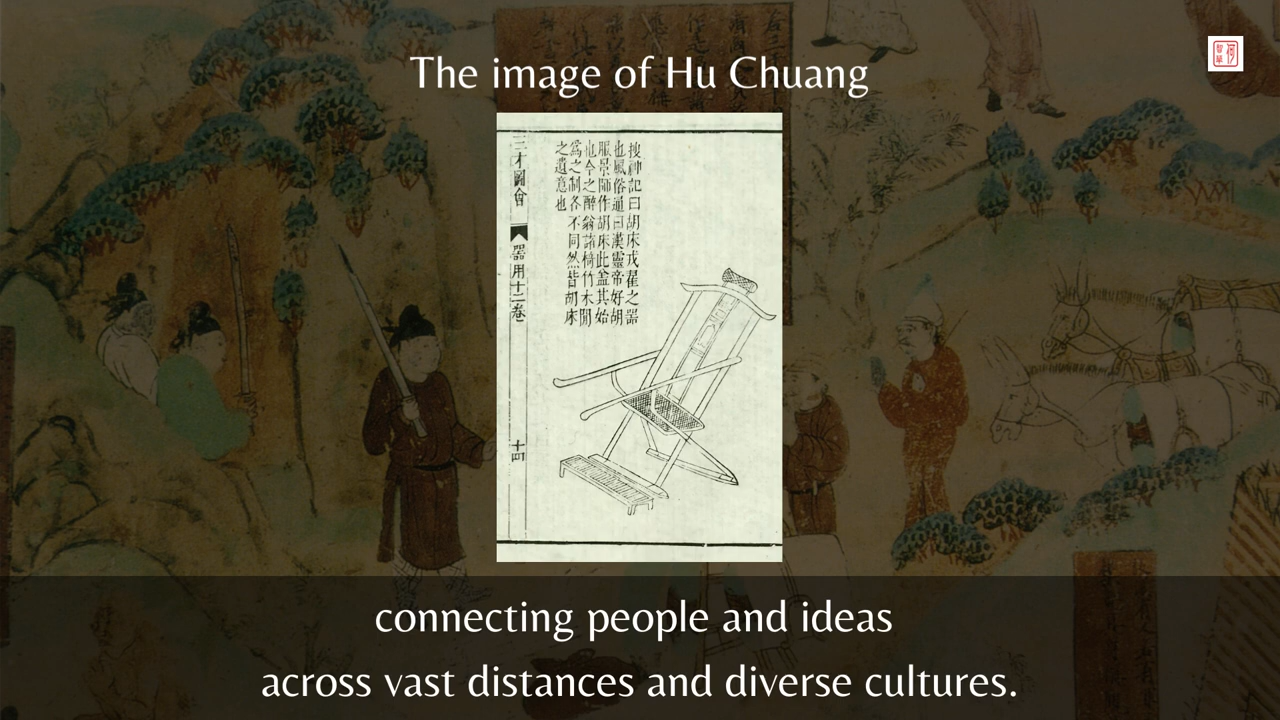 The image of Hu Chuang
搜神記曰胡床戎翟之器
也風俗通曰漢靈帝好胡
服景師作胡床此蓋其始
也今之醉翁諸椅竹木間
爲之制各不同然皆胡床
之遺意也
三才圖會
器用十二卷
十四
connecting people and ideas
across vast distances and diverse cultures.